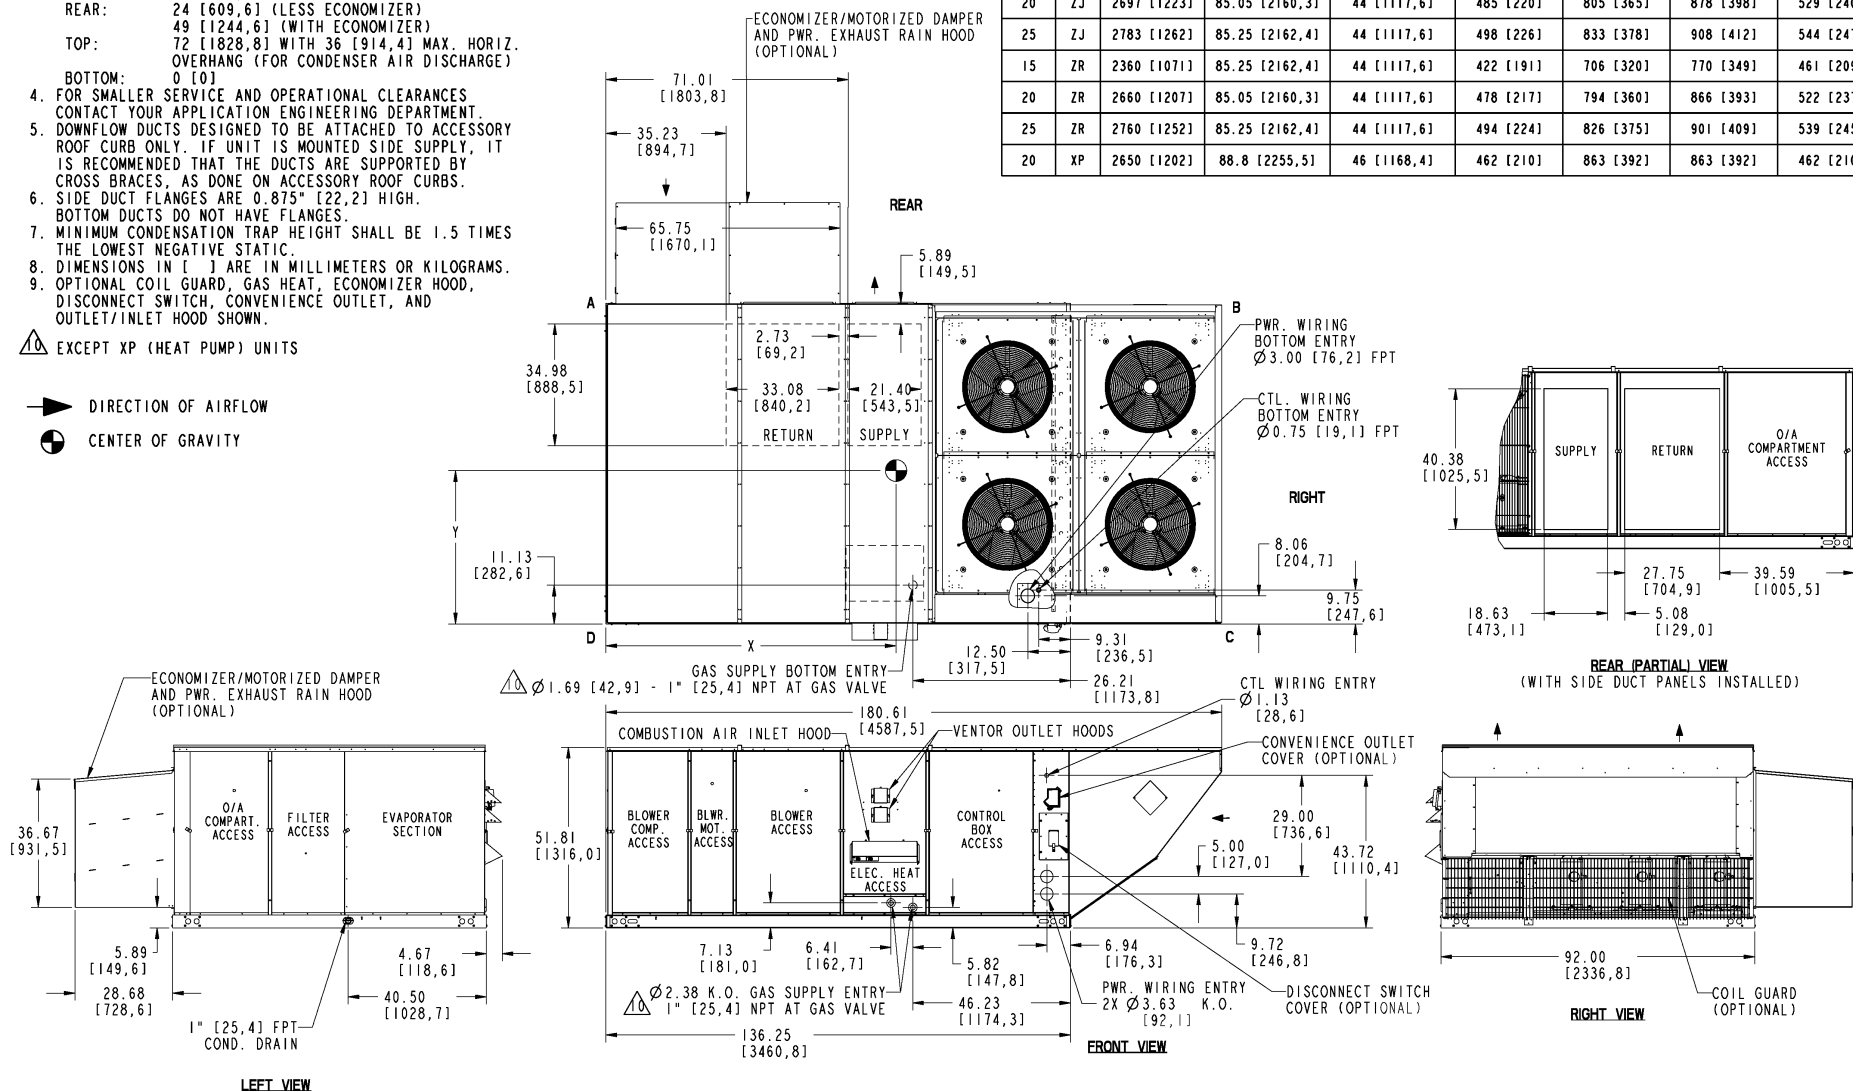 REAR: 24 [609,6] (LESS ECONOMIZER)
49 [1244,6] (WITH ECONOMIZER)
TOP: 72 [1828,8] WITH 36 [914,4] MAX. HORIZ.
OVERHANG (FOR CONDENSER AIR DISCHARGE)
BOTTOM: 0 [0]
4. FOR SMALLER SERVICE AND OPERATIONAL CLEARANCES
CONTACT YOUR APPLICATION ENGINEERING DEPARTMENT.
5. DOWNFLOW DUCTS DESIGNED TO BE ATTACHED TO ACCESSORY
ROOF CURB ONLY. IF UNIT IS MOUNTED SIDE SUPPLY, IT
IS RECOMMENDED THAT THE DUCTS ARE SUPPORTED BY
CROSS BRACES, AS DONE ON ACCESSORY ROOF CURBS.
6. SIDE DUCT FLANGES ARE 0.875" [22,2] HIGH.
BOTTOM DUCTS DO NOT HAVE FLANGES.
7. MINIMUM CONDENSATION TRAP HEIGHT SHALL BE 1.5 TIMES
THE LOWEST NEGATIVE STATIC.
8. DIMENSIONS IN [ ] ARE IN MILLIMETERS OR KILOGRAMS.
9. OPTIONAL COIL GUARD, GAS HEAT, ECONOMIZER HOOD,
DISCONNECT SWITCH, CONVENIENCE OUTLET, AND
OUTLET/INLET HOOD SHOWN.
10 EXCEPT XP (HEAT PUMP) UNITS
DIRECTION OF AIRFLOW
CENTER OF GRAVITY
20 ZJ 2697 [1223] 85.05 [2160,3] 44 [1117,6] 485 [220] 805 [365] 878 [398] 529 [240
25 ZJ 2783 [1262] 85.25 [2162,4] 44 [1117,6] 498 [226] 833 [378] 908 [412] 544 [247
15 ZR 2360 [1071] 85.25 [2162,4] 44 [1117,6] 422 [191] 706 [320] 770 [349] 461 [209
20 ZR 2660 [1207] 85.05 [2160,3] 44 [1117,6] 478 [217] 794 [360] 866 [393] 522 [237
25 ZR 2760 [1252] 85.25 [2162,4] 44 [1117,6] 494 [224] 826 [375] 901 [409] 539 [245
20 XP 2650 [1202] 88.8 [2255,5] 46 [1168,4] 462 [210] 863 [392] 863 [392] 462 [210
ECONOMIZER/MOTORIZED DAMPER
AND PWR. EXHAUST RAIN HOOD
(OPTIONAL)
71.01
[1803,8]
35.23
[894,7]
65.75
[1670,1]
REAR
5.89
[149,5]
A
B
2.73
[69,2]
34.98
[888,5]
33.08
[840,2]
21.40
[543,5]
RETURN
SUPPLY
PWR. WIRING
BOTTOM ENTRY
Ø3.00 [76,2] FPT
CTL. WIRING
BOTTOM ENTRY
Ø0.75 [19,1] FPT
RIGHT
Y
11.13
[282,6]
8.06
[204,7]
9.75
[247,6]
D
X
C
12.50
[317,5]
9.31
[236,5]
26.21
[1173,8]
GAS SUPPLY BOTTOM ENTRY
10 Ø1.69 [42,9] - 1" [25,4] NPT AT GAS VALVE
SUPPLY
RETURN
O/A
COMPARTMENT
ACCESS
40.38
[1025,5]
27.75
[704,9]
39.59
[1005,5]
18.63
[473,1]
5.08
[129,0]
REAR (PARTIAL) VIEW
(WITH SIDE DUCT PANELS INSTALLED)
ECONOMIZER/MOTORIZED DAMPER
AND PWR. EXHAUST RAIN HOOD
(OPTIONAL)
O/A
COMPART.
ACCESS
FILTER
ACCESS
EVAPORATOR
SECTION
36.67
[931,5]
5.89
[149,6]
28.68
[728,6]
4.67
[118,6]
40.50
[1028,7]
1" [25,4] FPT
COND. DRAIN
LEFT VIEW
180.61
[4587,5]
COMBUSTION AIR INLET HOOD
VENTOR OUTLET HOODS
CTL WIRING ENTRY
Ø1.13
[28,6]
CONVENIENCE OUTLET
COVER (OPTIONAL)
BLOWER
COMP.
ACCESS
BLWR.
MOT.
ACCESS
BLOWER
ACCESS
ELEC. HEAT
ACCESS
CONTROL
BOX
ACCESS
51.81
[1316,0]
29.00
[736,6]
5.00
[127,0]
43.72
[1110,4]
7.13
[181,0]
6.41
[162,7]
5.82
[147,8]
6.94
[176,3]
9.72
[246,8]
10 Ø2.38 K.O. GAS SUPPLY ENTRY
1" [25,4] NPT AT GAS VALVE
46.23
[1174,3]
PWR. WIRING ENTRY
2X Ø3.63 K.O.
[92,1]
DISCONNECT SWITCH
COVER (OPTIONAL)
136.25
[3460,8]
FRONT VIEW
92.00
[2336,8]
COIL GUARD
(OPTIONAL)
RIGHT VIEW